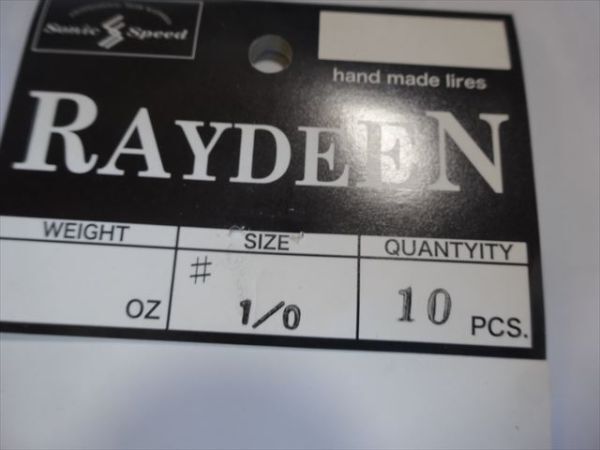 Sonic Speed
hand made lires
RAYDEEN
WEIGHT SIZE QUANTYITY
#
OZ 1/0 10 PCS.